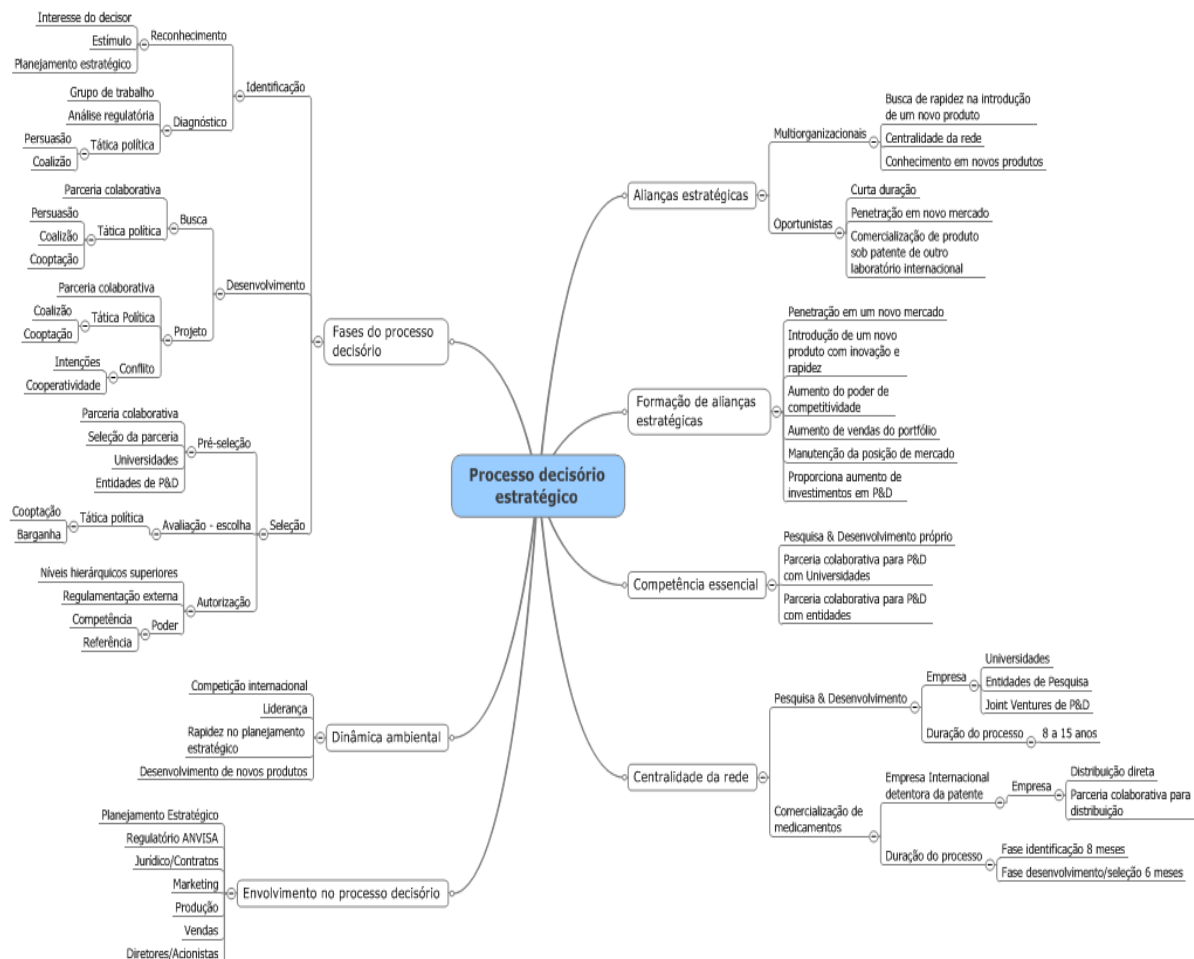 Processo decisório
estratégico
Fases do processo
decisório
Identificação
Reconhecimento
Interesse do decisor
Estímulo
Planejamento estratégico
Diagnóstico
Grupo de trabalho
Análise regulatória
Tática política
Persuasão
Coalizão
Desenvolvimento
Busca
Parceria colaborativa
Tática política
Persuasão
Coalizão
Cooptação
Projeto
Parceria colaborativa
Tática Política
Coalizão
Cooptação
Conflito
Intenções
Cooperatividade
Seleção
Pré-seleção
Parceria colaborativa
Seleção da parceria
Universidades
Entidades de P&D
Avaliação - escolha
Tática política
Cooptação
Barganha
Autorização
Níveis hierárquicos superiores
Regulamentação externa
Poder
Competência
Referência
Dinâmica ambiental
Competição internacional
Liderança
Rapidez no planejamento
estratégico
Desenvolvimento de novos produtos
Envolvimento no processo decisório
Planejamento Estratégico
Regulatório ANVISA
Jurídico/Contratos
Marketing
Produção
Vendas
Diretores/Acionistas
Alianças estratégicas
Multiorganizacionais
Busca de rapidez na introdução
de um novo produto
Centralidade da rede
Conhecimento em novos produtos
Oportunistas
Curta duração
Penetração em novo mercado
Comercialização de produto
sob patente de outro
laboratório internacional
Formação de alianças
estratégicas
Penetração em um novo mercado
Introdução de um novo
produto com inovação e
rapidez
Aumento do poder de
competitividade
Aumento de vendas do portfólio
Manutenção da posição de mercado
Proporciona aumento de
investimentos em P&D
Competência essencial
Pesquisa & Desenvolvimento próprio
Parceria colaborativa para P&D
com Universidades
Parceria colaborativa para P&D
com entidades
Centralidade da rede
Pesquisa & Desenvolvimento
Empresa
Universidades
Entidades de Pesquisa
Joint Ventures de P&D
Duração do processo
8 a 15 anos
Comercialização de
medicamentos
Empresa Internacional
detentora da patente
Empresa
Distribuição direta
Parceria colaborativa para
distribuição
Duração do processo
Fase identificação 8 meses
Fase desenvolvimento/seleção 6 meses